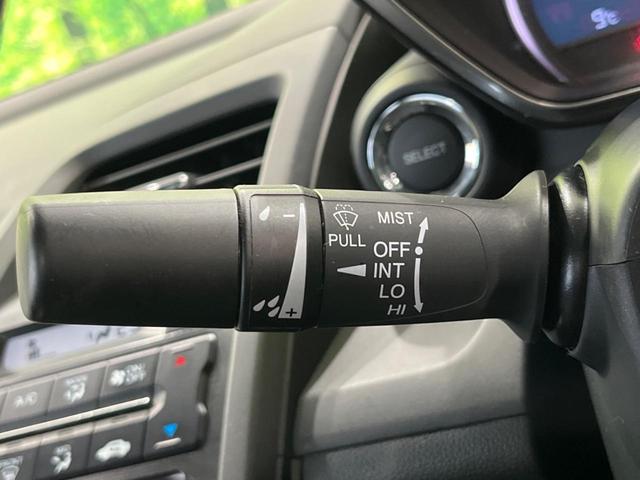 SELECT
− MIST
PULL OFF
INT
LO
+ HI
A/C